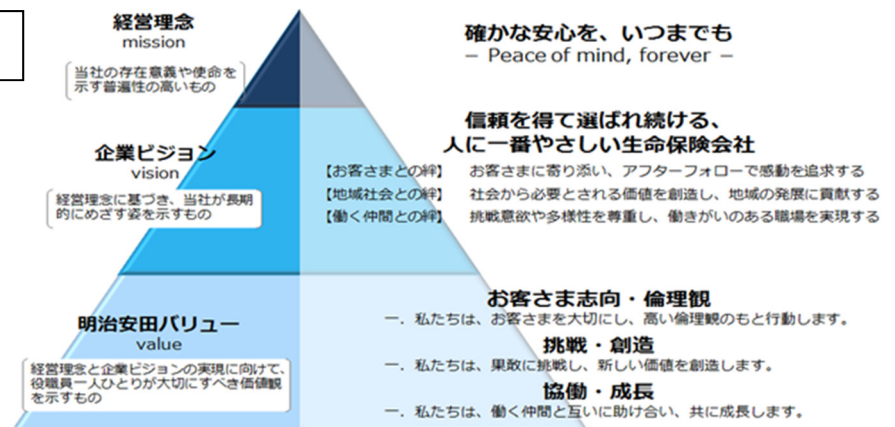 経営理念
mission
当社の存在意義や使命を
示す普遍性の高いもの
確かな安心を、いつまでも
– Peace of mind, forever –
企業ビジョン
vision
経営理念に基づき、当社が長期
的にめざす姿を示すもの
信頼を得て選ばれ続ける、
人に一番やさしい生命保険会社
【お客さまとの絆】 お客さまに寄り添い、アフターフォローで感動を追求する
【地域社会との絆】 社会から必要とされる価値を創造し、地域の発展に貢献する
【働く仲間との絆】 挑戦意欲や多様性を尊重し、働きがいのある職場を実現する
明治安田バリュー
value
経営理念と企業ビジョンの実現に向けて、
役職員一人ひとりが大切にすべき価値観
を示すもの
お客さま志向・倫理観
一．私たちは、お客さまを大切にし、高い倫理観のもと行動します。
挑戦・創造
一．私たちは、果敢に挑戦し、新しい価値を創造します。
協働・成長
一．私たちは、働く仲間と互いに助け合い、共に成長します。